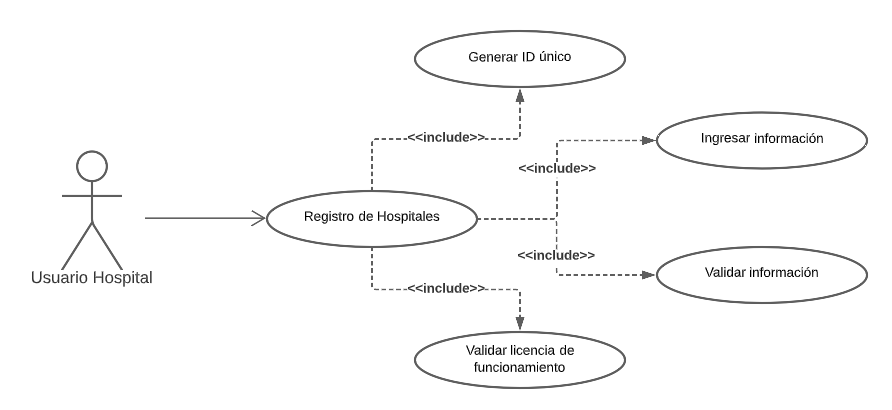 Generar ID único
<<include>>
Ingresar información
<<include>>
Registro de Hospitales
<<include>>
Validar información
Usuario Hospital
<<include>>
Validar licencia de
funcionamiento